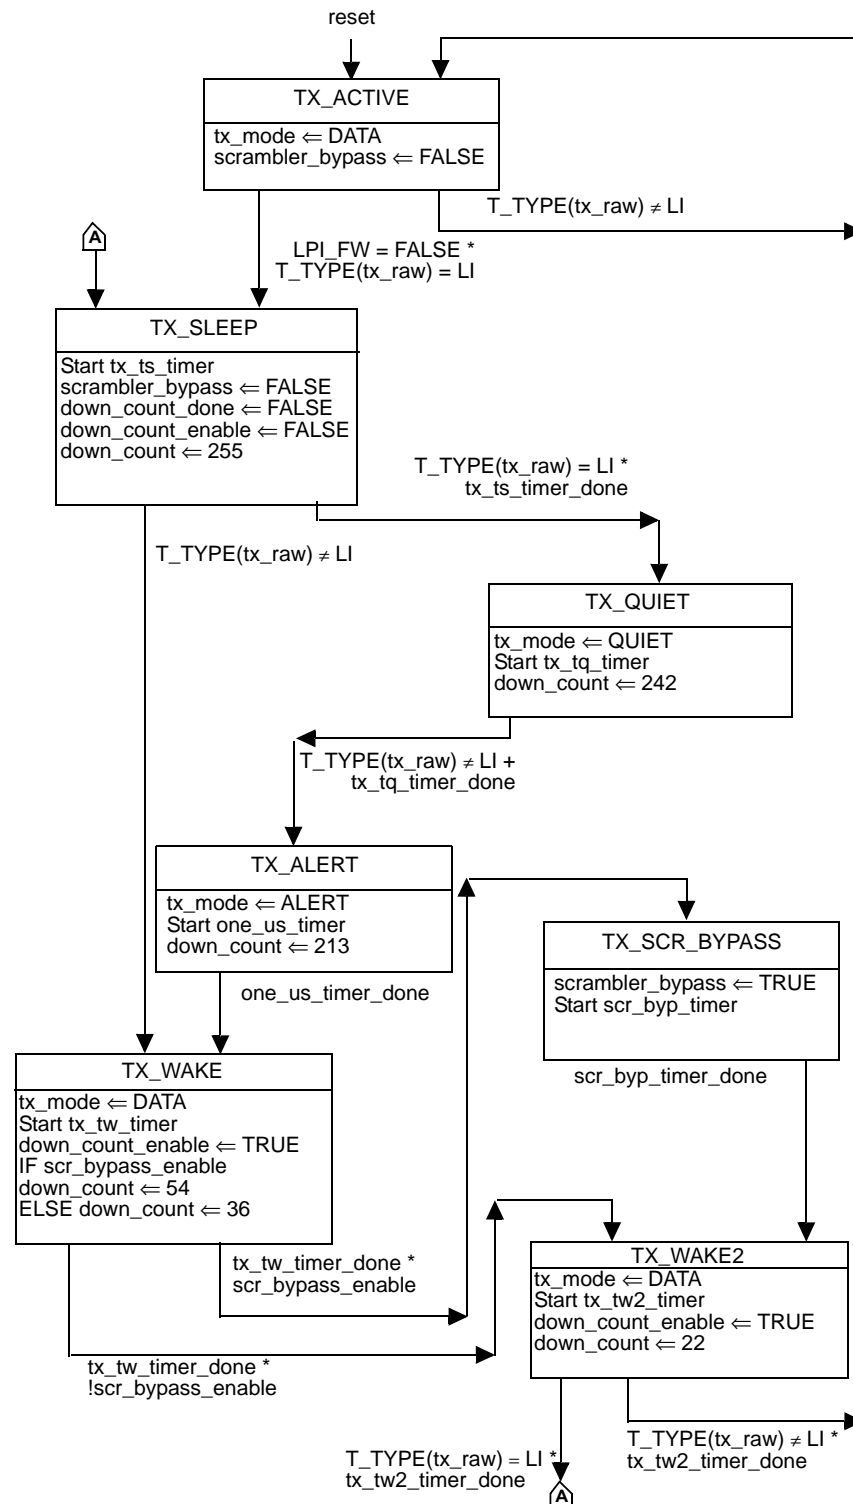 reset
TX_ACTIVE
tx_mode ⇐ DATA
scrambler_bypass ⇐ FALSE
T_TYPE(tx_raw) ≠ LI
A
LPI_FW = FALSE *
T_TYPE(tx_raw) = LI
TX_SLEEP
Start tx_ts_timer
scrambler_bypass ⇐ FALSE
down_count_done ⇐ FALSE
down_count_enable ⇐ FALSE
down_count ⇐ 255
T_TYPE(tx_raw) = LI *
tx_ts_timer_done
T_TYPE(tx_raw) ≠ LI
TX_QUIET
tx_mode ⇐ QUIET
Start tx_tq_timer
down_count ⇐ 242
T_TYPE(tx_raw) ≠ LI +
tx_tq_timer_done
TX_ALERT
tx_mode ⇐ ALERT
Start one_us_timer
down_count ⇐ 213
one_us_timer_done
TX_SCR_BYPASS
scrambler_bypass ⇐ TRUE
Start scr_byp_timer
scr_byp_timer_done
TX_WAKE
tx_mode ⇐ DATA
Start tx_tw_timer
down_count_enable ⇐ TRUE
IF scr_bypass_enable
down_count ⇐ 54
ELSE down_count ⇐ 36
tx_tw_timer_done *
scr_bypass_enable
TX_WAKE2
tx_mode ⇐ DATA
Start tx_tw2_timer
down_count_enable ⇐ TRUE
down_count ⇐ 22
tx_tw_timer_done *
!scr_bypass_enable
T_TYPE(tx_raw) ≠ LI *
tx_tw2_timer_done
T_TYPE(tx_raw) = LI *
tx_tw2_timer_done
A